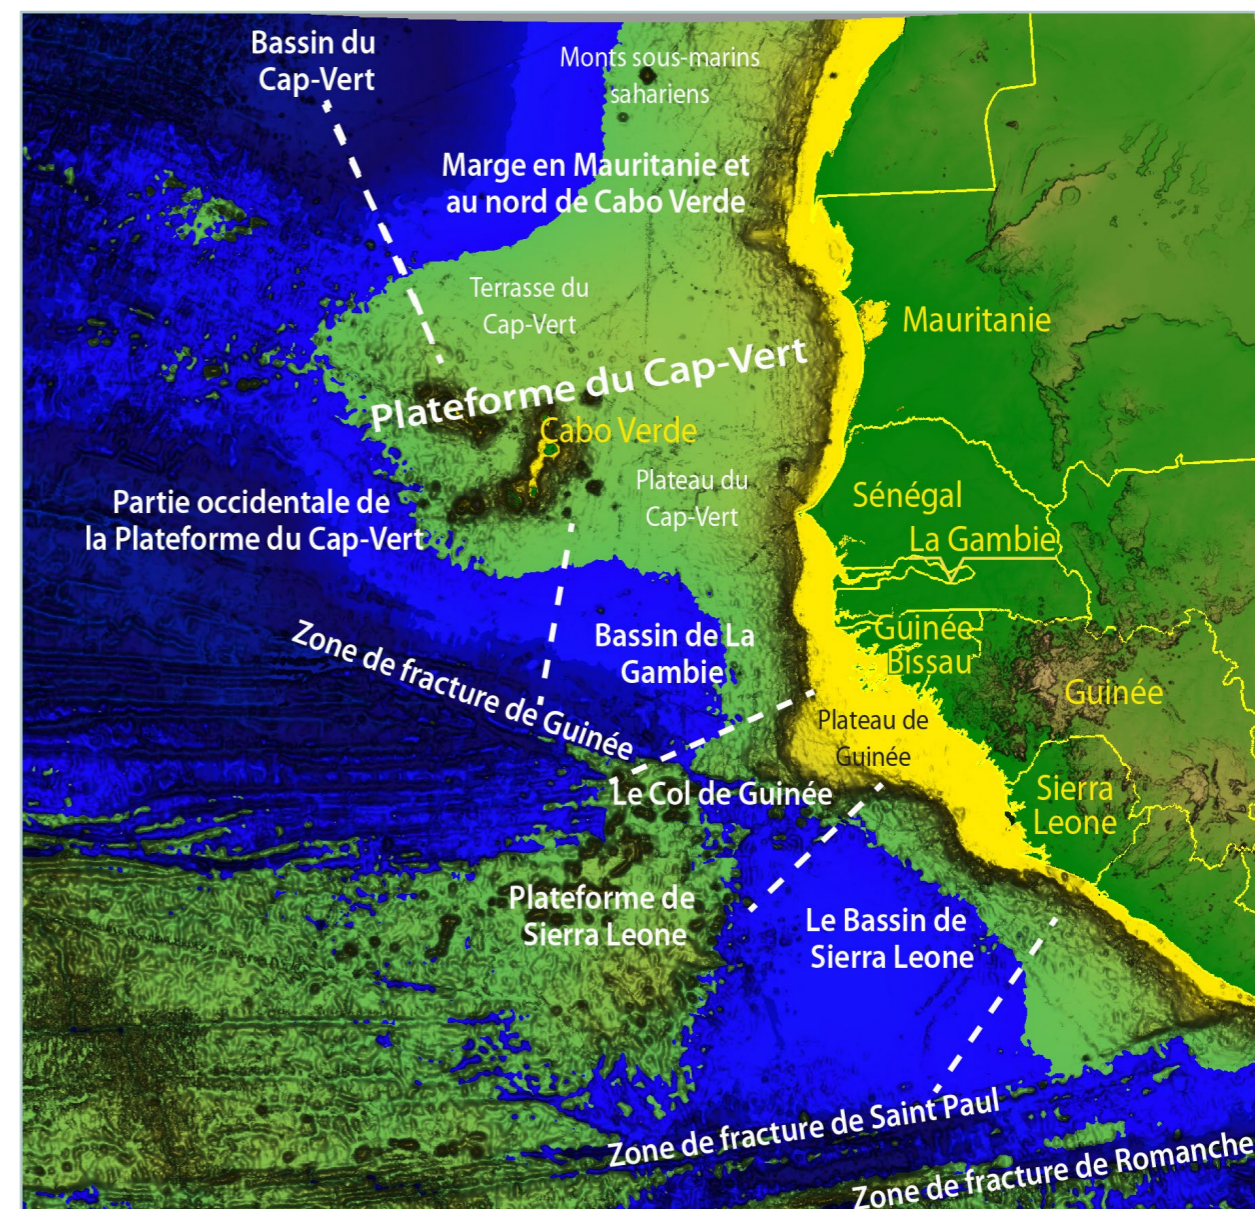 Bassin du
Cap-Vert
Monts sous-marins
sahariens
Marge en Mauritanie et
au nord de Cabo Verde
Terrasse du
Cap-Vert
Mauritanie
Plateforme du Cap-Vert
Cabo Verde
Plateau du
Cap-Vert
Partie occidentale de
la Plateforme du Cap-Vert
Sénégal
La Gambie
Zone de fracture de Guinée
Bassin de La
Gambie
Guinée
Bissau
Guinée
Plateau de
Guinée
Le Col de Guinée
Sierra
Leone
Plateforme de
Sierra Leone
Le Bassin de
Sierra Leone
Zone de fracture de Saint Paul
Zone de fracture de Romanche